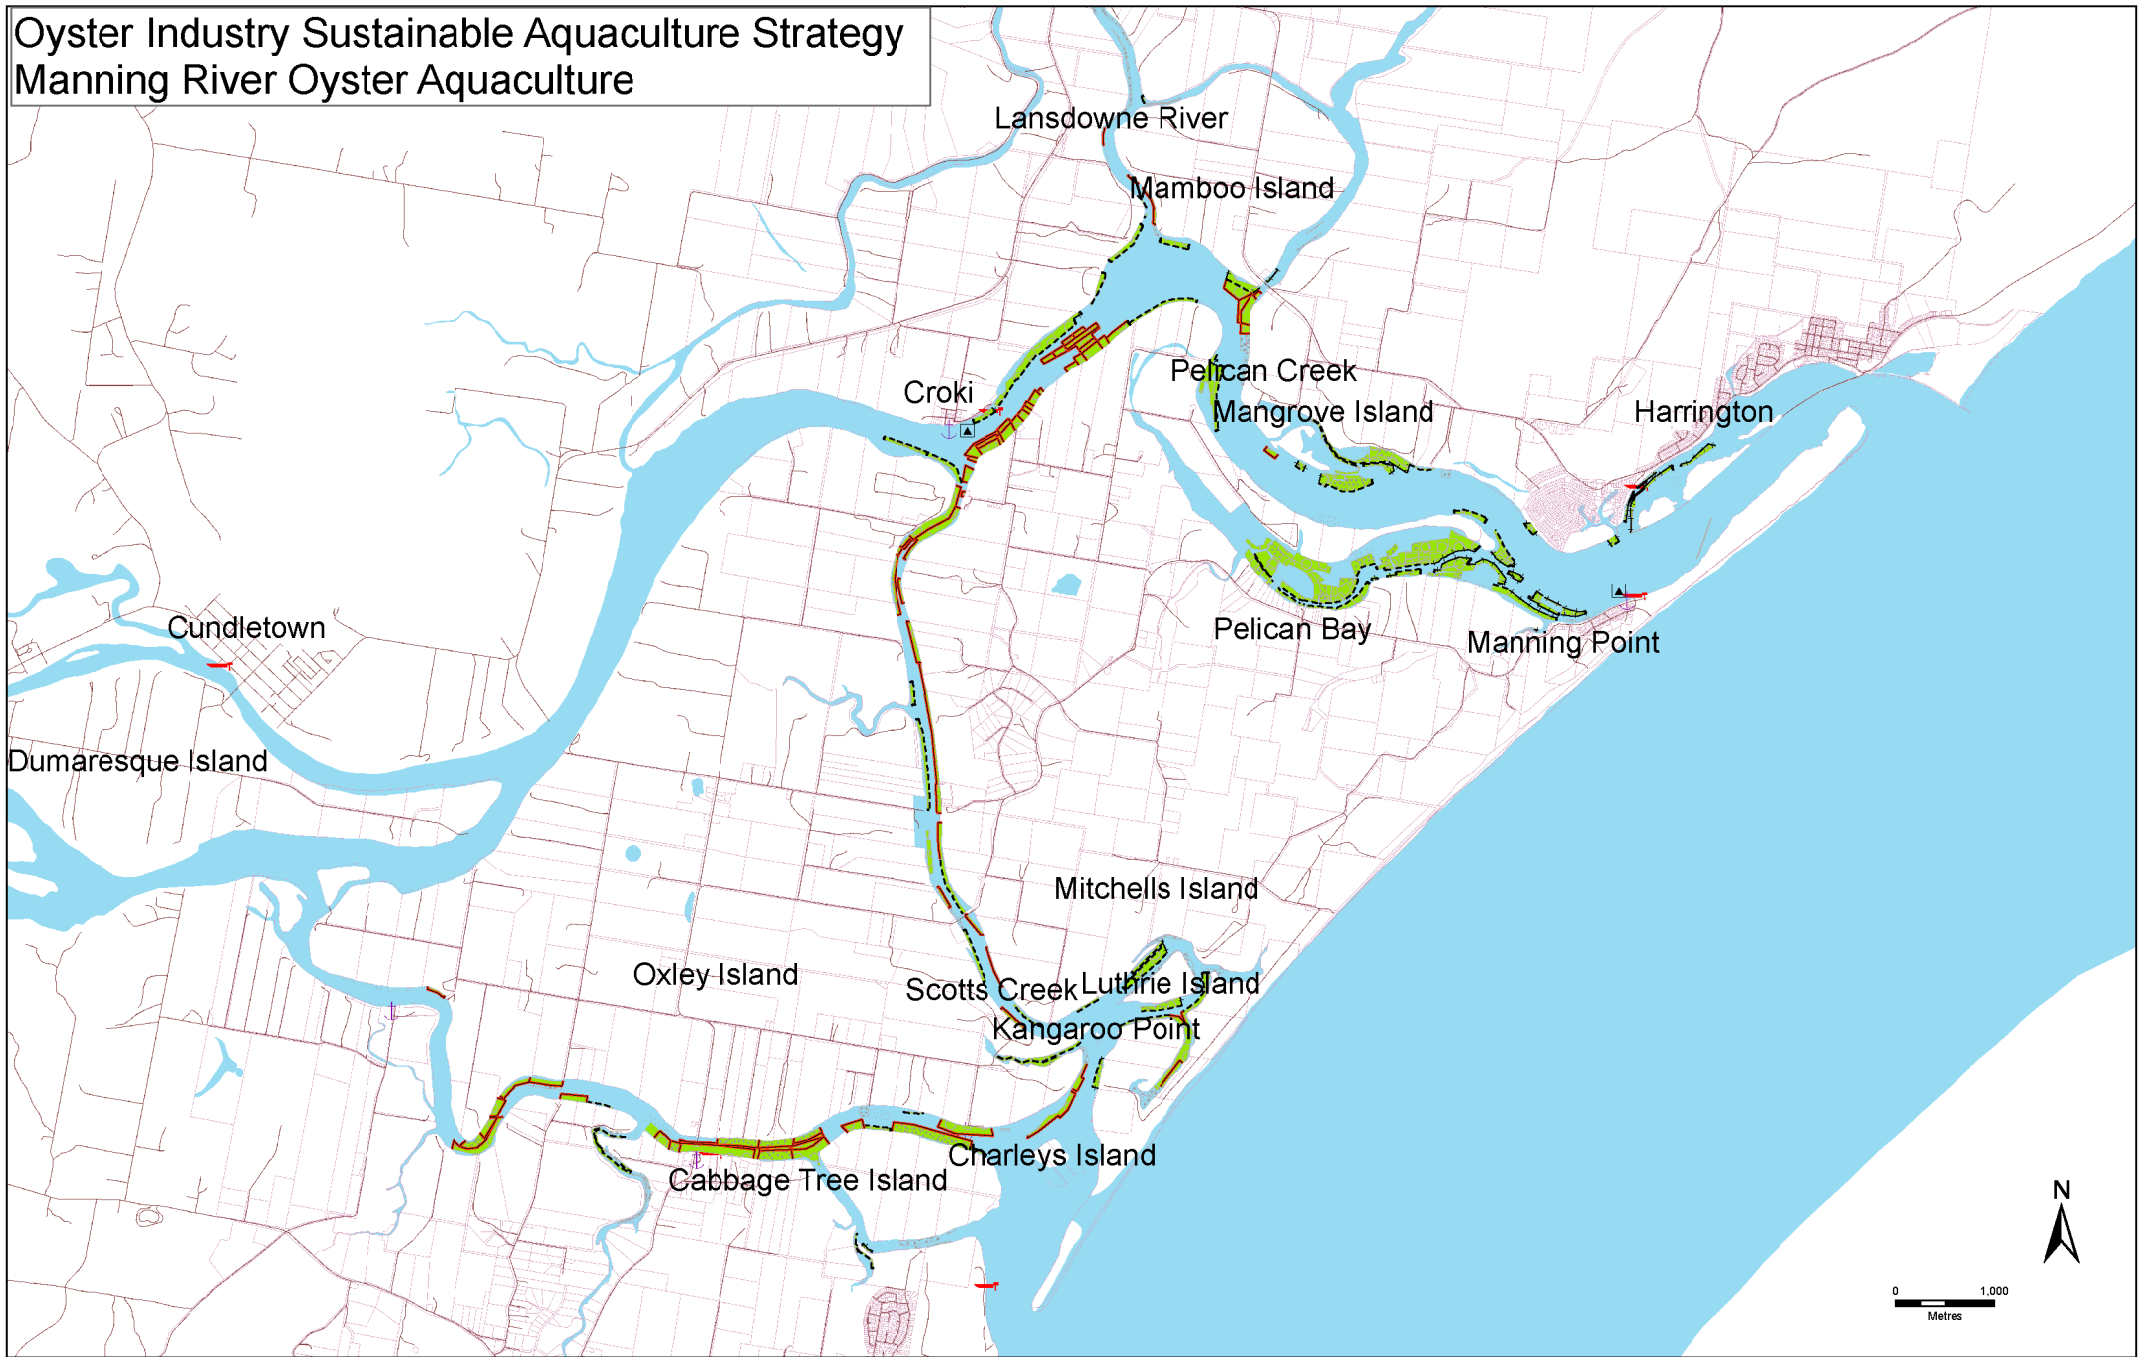 Oyster Industry Sustainable Aquaculture Strategy
Manning River Oyster Aquaculture
Lansdowne River
Mamboo Island
Pelican Creek
Croki
Mangrove Island
Harrington
Cundletown
Pelican Bay
Manning Point
Dumaresque Island
Mitchells Island
Oxley Island
Scotts Creek
Luthrie Island
Kangaroo Point
Charleys Island
Cabbage Tree Island
N
0 1,000
Metres